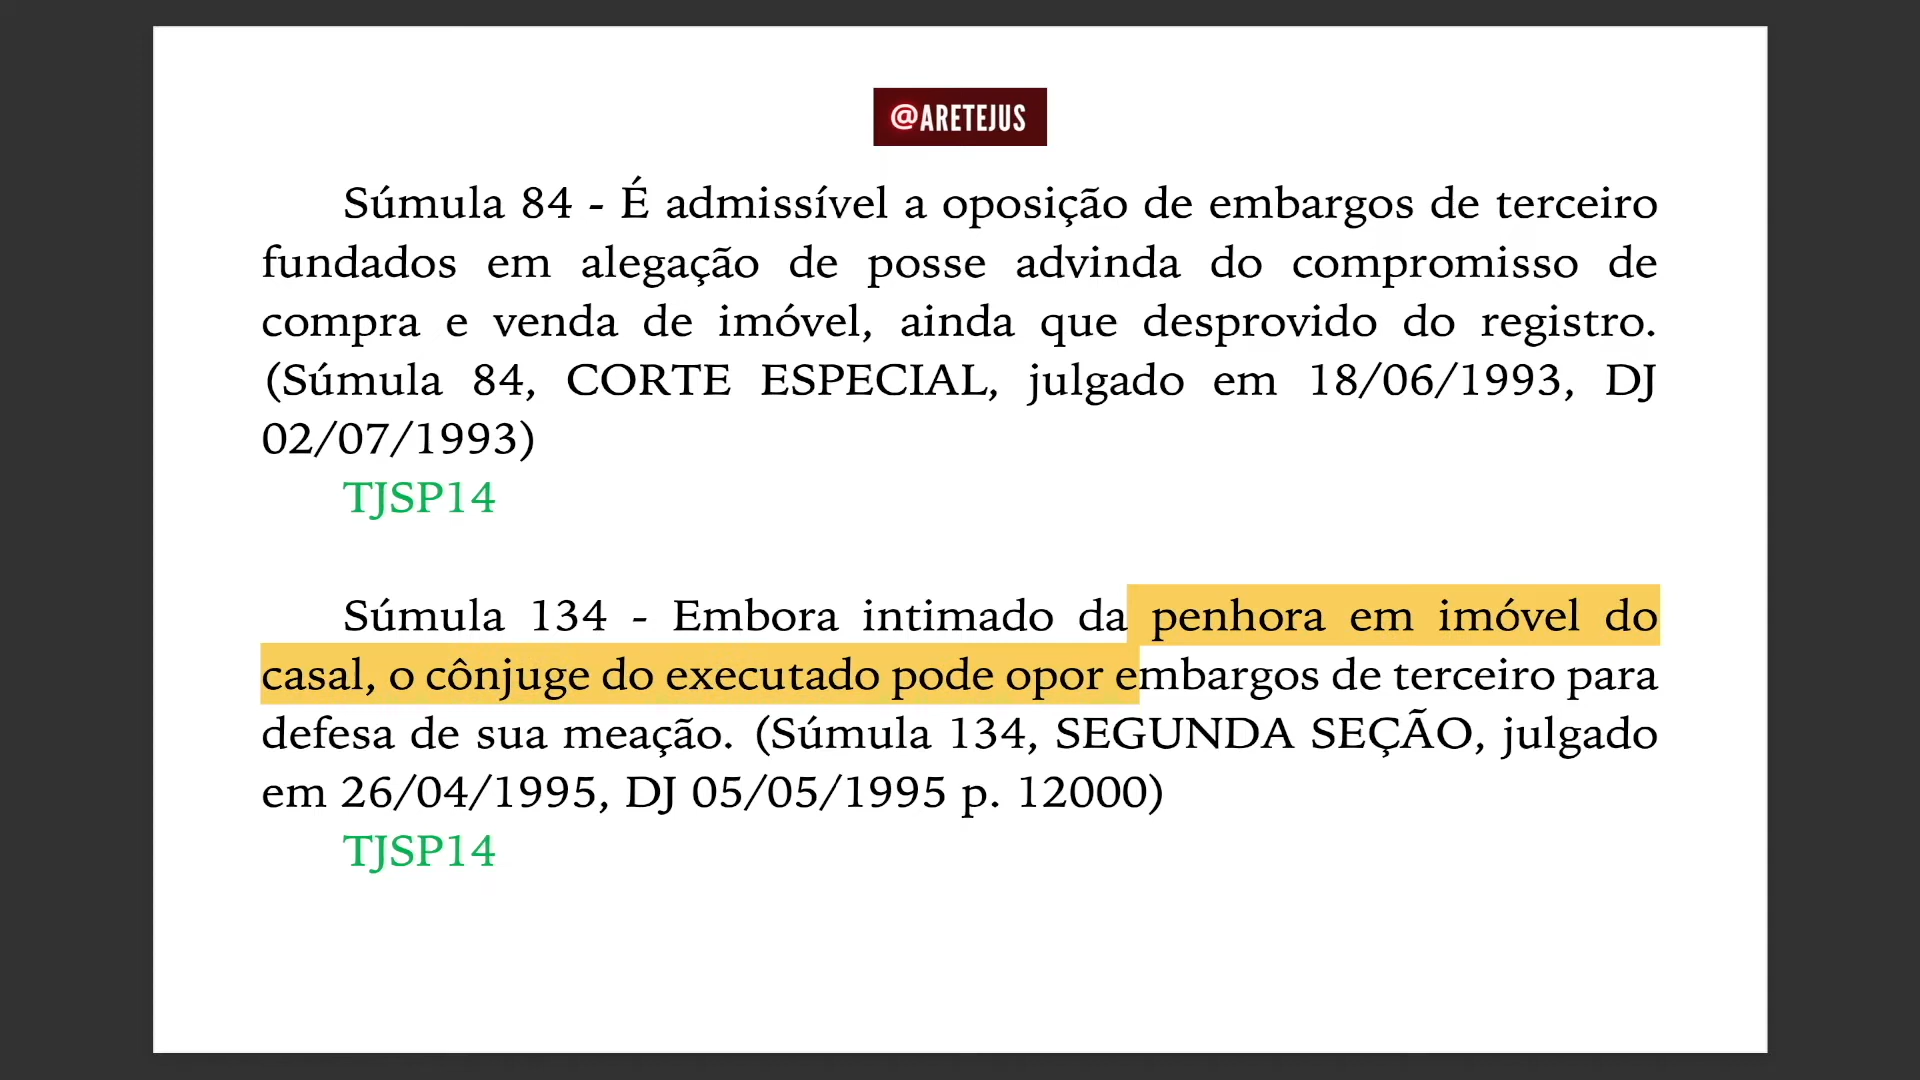 @ARETEJUS
Súmula 84 - É admissível a oposição de embargos de terceiro
fundados em alegação de posse advinda do compromisso de
compra e venda de imóvel, ainda que desprovido do registro.
(Súmula 84, CORTE ESPECIAL, julgado em 18/06/1993, DJ
02/07/1993)
TJSP14
Súmula 134 - Embora intimado da penhora em imóvel do
casal, o cônjuge do executado pode opor embargos de terceiro para
defesa de sua meação. (Súmula 134, SEGUNDA SEÇÃO, julgado
em 26/04/1995, DJ 05/05/1995 p. 12000)
TJSP14